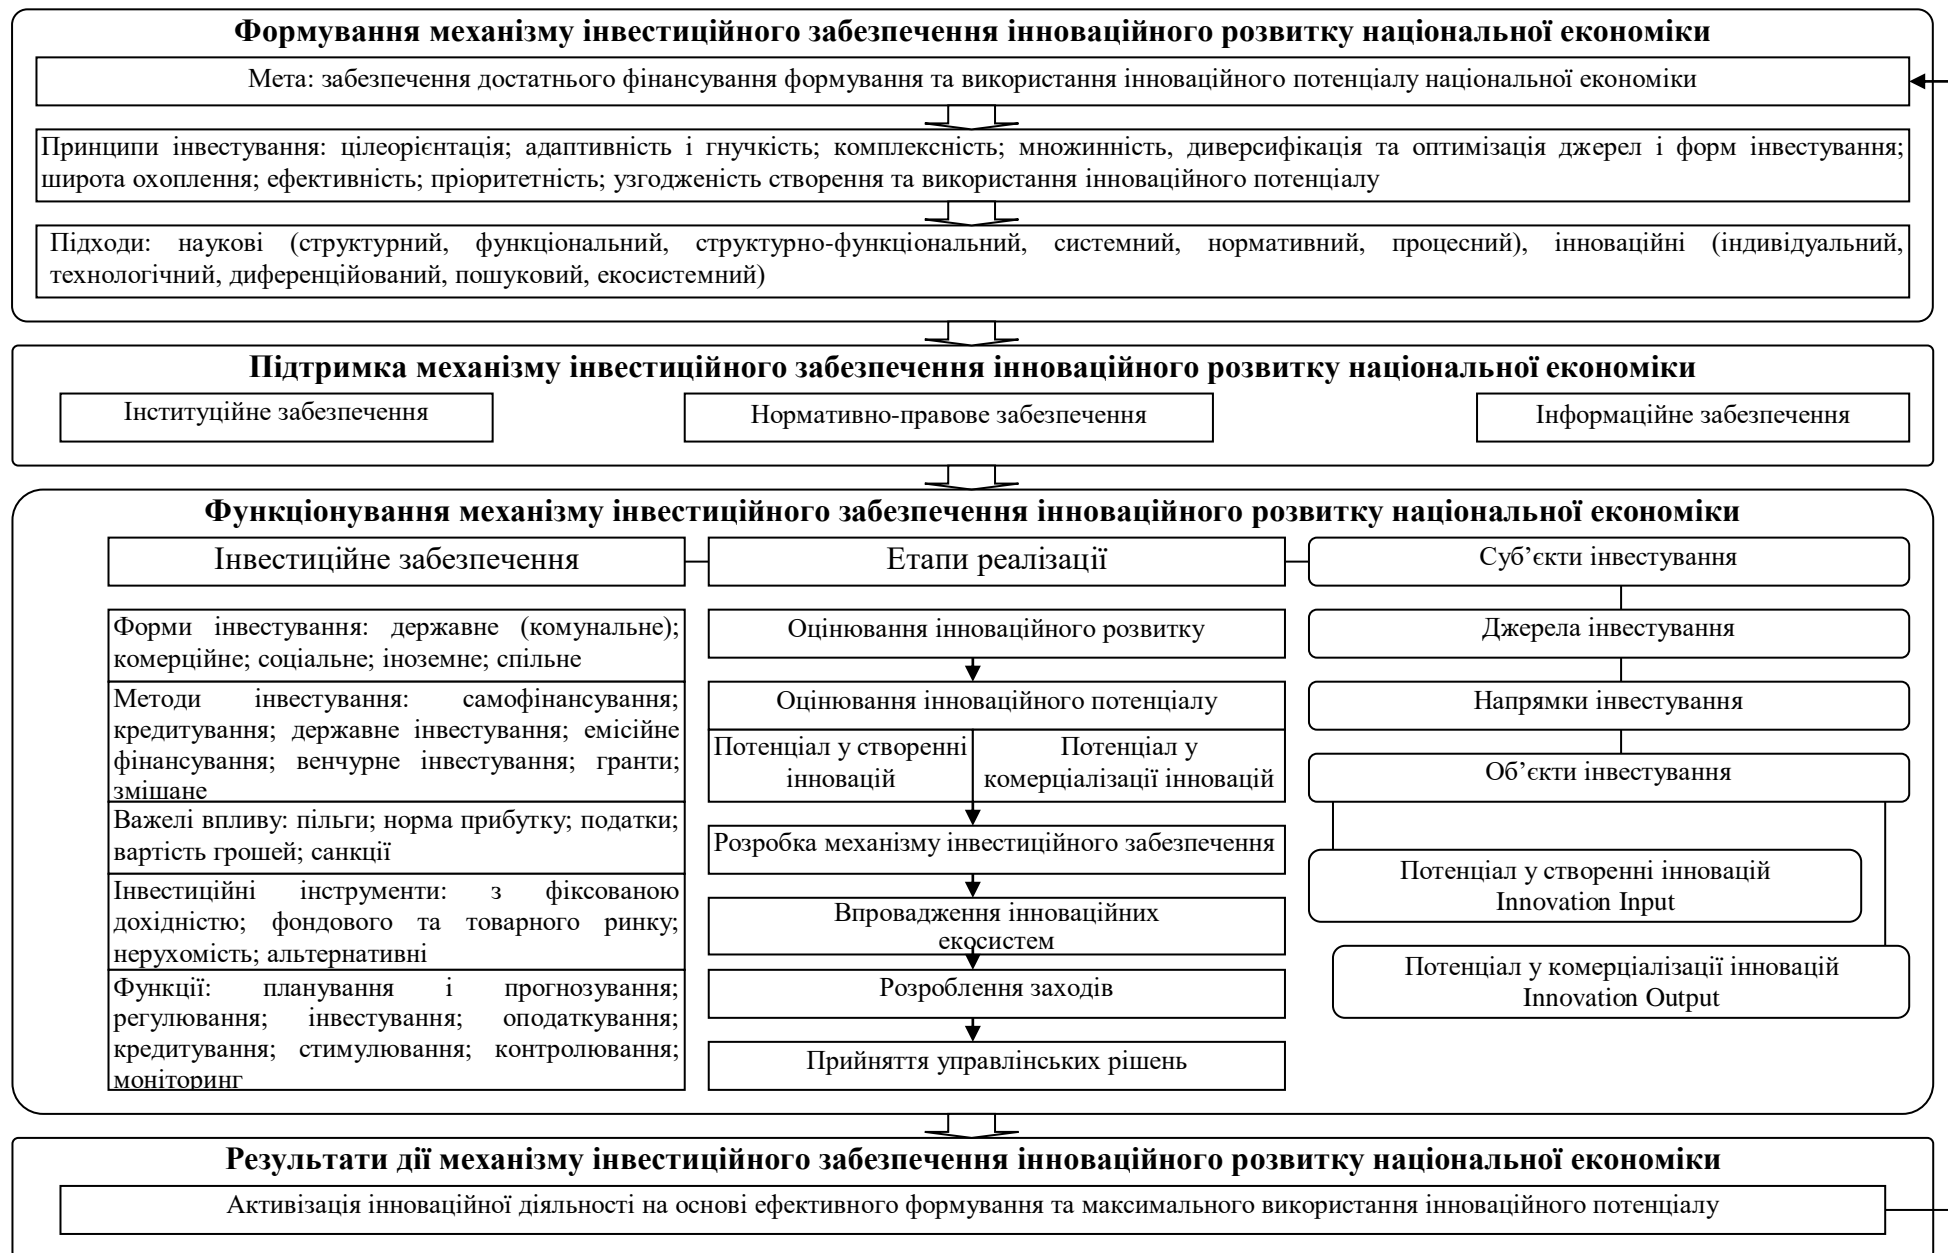 Формування механізму інвестиційного забезпечення інноваційного розвитку національної економіки
Мета: забезпечення достатнього фінансування формування та використання інноваційного потенціалу національної економіки
Принципи інвестування: цілеорієнтація; адаптивність і гнучкість; комплексність; множинність, диверсифікація та оптимізація джерел і форм інвестування;
широта охоплення; ефективність; пріоритетність; узгодженість створення та використання інноваційного потенціалу
Підходи: наукові (структурний, функціональний, структурно-функціональний, системний, нормативний, процесний), інноваційні (індивідуальний,
технологічний, диференційований, пошуковий, екосистемний)
Підтримка механізму інвестиційного забезпечення інноваційного розвитку національної економіки
Інституційне забезпечення
Нормативно-правове забезпечення
Інформаційне забезпечення
Функціонування механізму інвестиційного забезпечення інноваційного розвитку національної економіки
Інвестиційне забезпечення
Форми інвестування: державне (комунальне);
комерційне; соціальне; іноземне; спільне
Методи інвестування: самофінансування;
кредитування; державне інвестування; емісійне
фінансування; венчурне інвестування; гранти;
змішане
Важелі впливу: пільги; норма прибутку; податки;
вартість грошей; санкції
Інвестиційні інструменти: з фіксованою
дохідністю; фондового та товарного ринку;
нерухомість; альтернативні
Функції: планування і прогнозування;
регулювання; інвестування; оподаткування;
кредитування; стимулювання; контролювання;
моніторинг
Етапи реалізації
Оцінювання інноваційного розвитку
Оцінювання інноваційного потенціалу
Потенціал у створенні
інновацій
Потенціал у
комерціалізації інновацій
Розробка механізму інвестиційного забезпечення
Впровадження інноваційних
екосистем
Розроблення заходів
Прийняття управлінських рішень
Суб’єкти інвестування
Джерела інвестування
Напрямки інвестування
Об’єкти інвестування
Потенціал у створенні інновацій
Innovation Input
Потенціал у комерціалізації інновацій
Innovation Output
Результати дії механізму інвестиційного забезпечення інноваційного розвитку національної економіки
Активізація інноваційної діяльності на основі ефективного формування та максимального використання інноваційного потенціалу